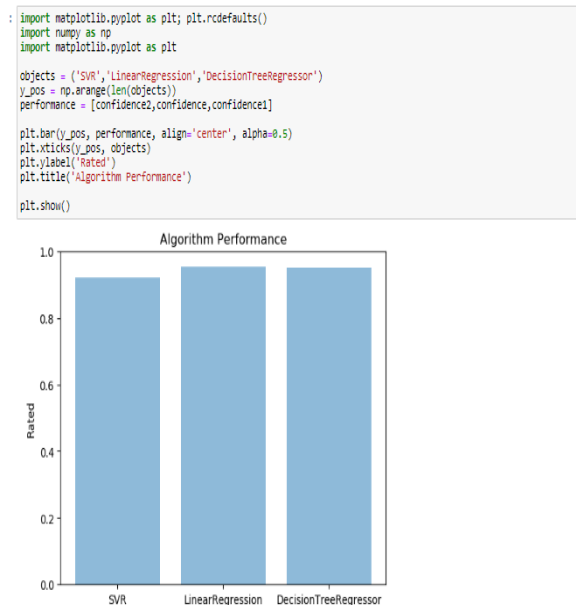 : import matplotlib.pyplot as plt; plt.rcdefaults()
import numpy as np
import matplotlib.pyplot as plt
objects = ('SVR','LinearRegression','DecisionTreeRegressor')
y_pos = np.arange(len(objects))
performance = [confidence2,confidence,confidence1]
plt.bar(y_pos, performance, align='center', alpha=0.5)
plt.xticks(y_pos, objects)
plt.ylabel('Rated')
plt.title('Algorithm Performance')
plt.show()
Algorithm Performance
1.0
0.8
0.6
0.4
0.2
0.0
Rated
SVR LinearRegression DecisionTreeRegressor